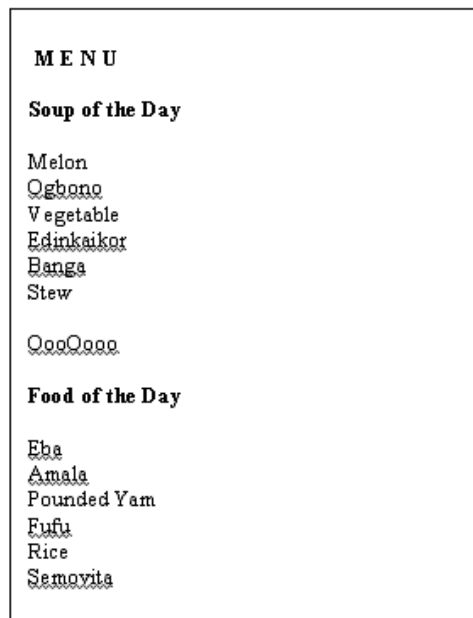 M E N U
Soup of the Day
Melon
Ogbono
Vegetable
Edinkaikor
Banga
Stew
OooOooo
Food of the Day
Eba
Amala
Pounded Yam
Fufu
Rice
Semovita